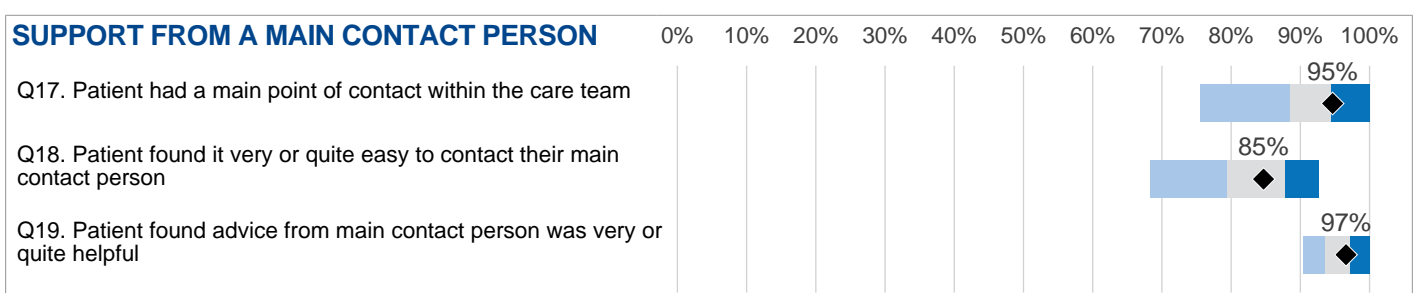 SUPPORT FROM A MAIN CONTACT PERSON 0% 10% 20% 30% 40% 50% 60% 70% 80% 90% 100%
95%
Q17. Patient had a main point of contact within the care team
85%
Q18. Patient found it very or quite easy to contact their main
contact person
97%
Q19. Patient found advice from main contact person was very or
quite helpful